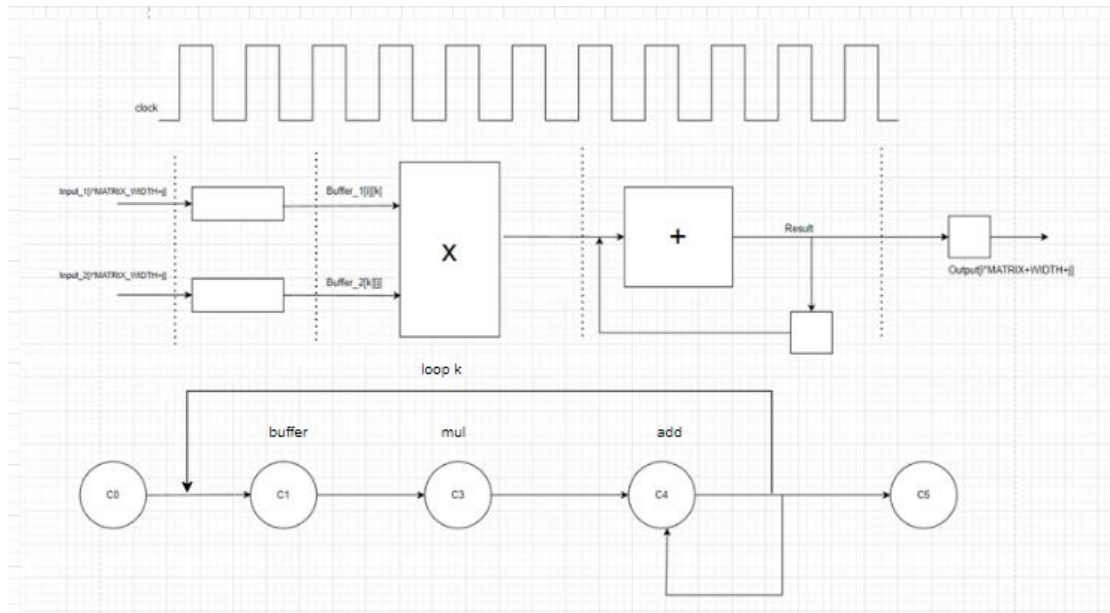 clock
Input_1[i*MATRIX_WIDTH+j]
Buffer_1[i][k]
X
+
Result
Input_2[i*MATRIX_WIDTH+j]
Buffer_2[k][j]
Output[i*MATRIX+WIDTH+j]
loop k
buffer
mul
add
C0
C1
C3
C4
C5